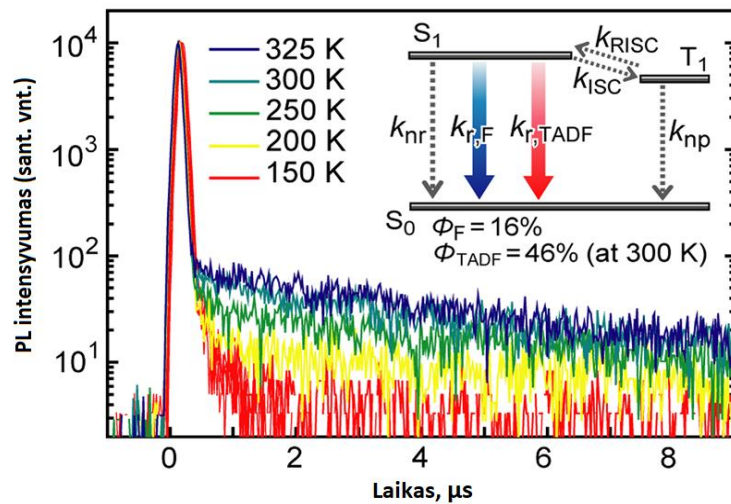 PL intensyvumas (sant. vnt.)
10⁴
10³
10²
10¹
325 K
300 K
250 K
200 K
150 K
S₁
T₁
k_RISC
k_ISC
k_nr
k_r,F
k_r,TADF
k_np
S₀
Φ_F = 16%
Φ_TADF = 46% (at 300 K)
0 2 4 6 8
Laikas, μs